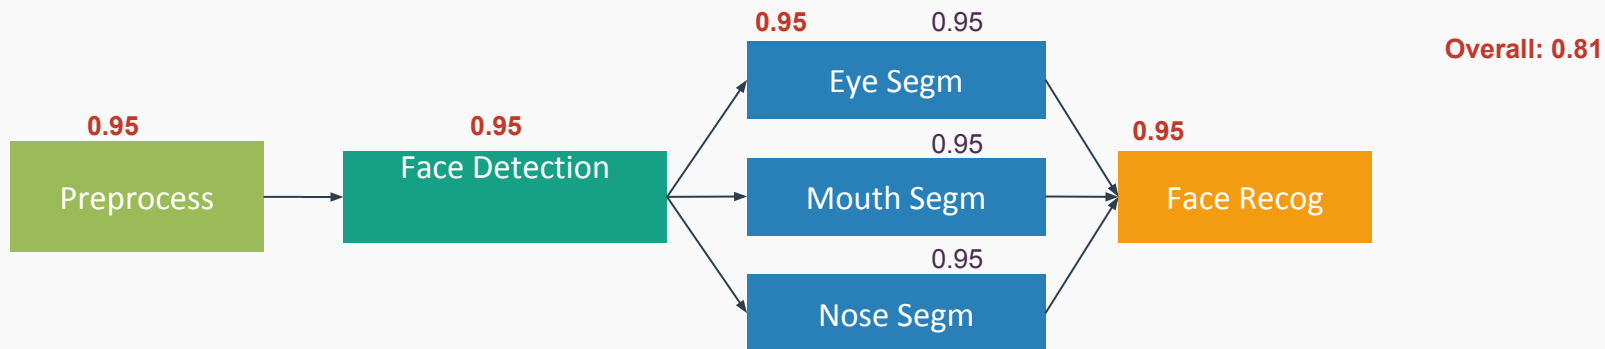 0.95
Preprocess
0.95
Face Detection
0.95 0.95
Eye Segm
0.95
Mouth Segm
0.95
Nose Segm
0.95
Face Recog
Overall: 0.81